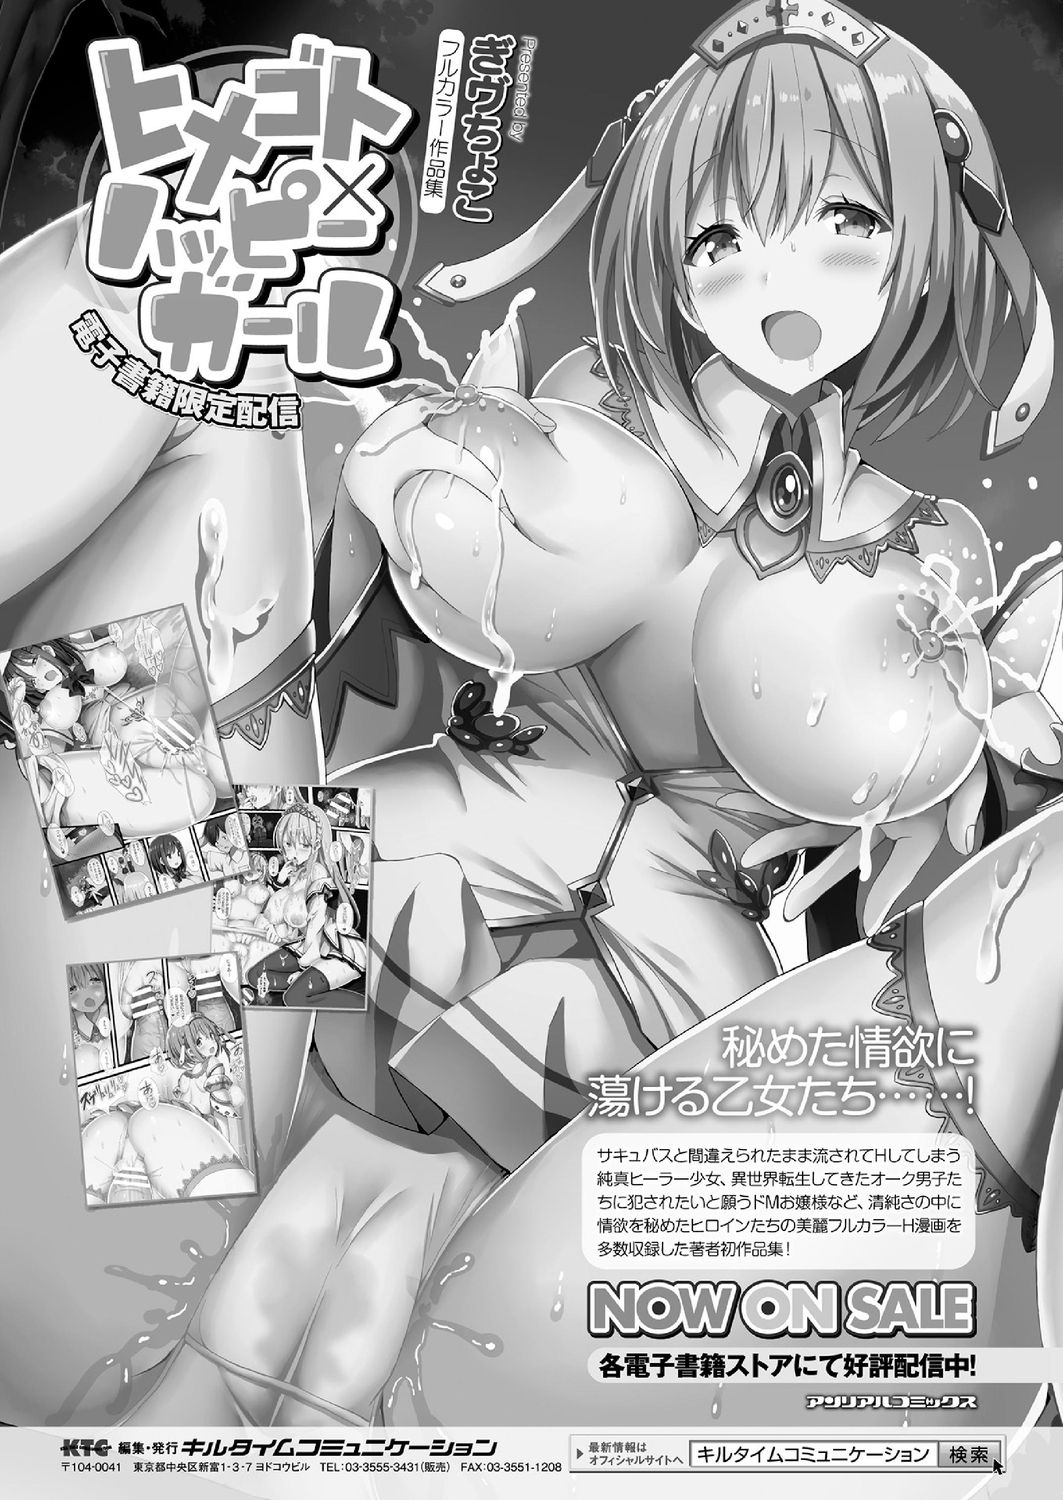 ヒメゴト×
ハッピー
ガール
電子書籍限定配信
Presented by
ぎヴちょこ
フルカラー作品集
秘めた情欲に
蕩ける乙女たち……！
サキュバスと間違えられたまま流されてHしてしまう
純真ヒーラー少女、異世界転生してきたオーク男子た
ちに犯されたいと願うドMお嬢様など、清純さの中に
情欲を秘めたヒロインたちの美麗フルカラーH漫画を
多数収録した著者初作品集！
NOW ON SALE
各電子書籍ストアにて好評配信中！
アンリアルコミックス
KTC 編集・発行 キルタイムコミュニケーション
〒104-0041 東京都中央区新富1-3-7 ヨドコウビル TEL：03-3555-3431（販売） FAX：03-3551-1208
最新情報は
オフィシャルサイトへ
キルタイムコミュニケーション 検索